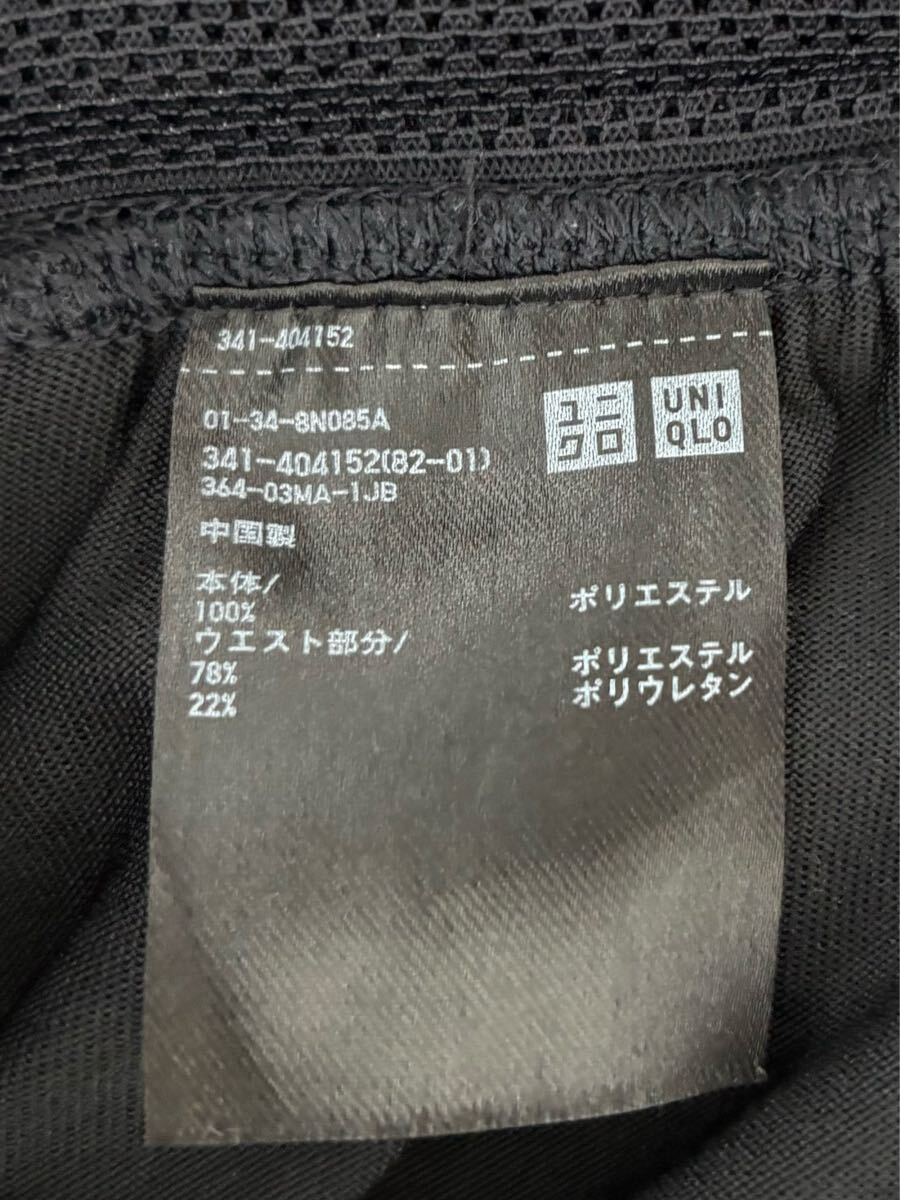 341-404152
01-34-8N085A
341-404152(82-01)
364-03MA-1JB
ユニ
クロ
UNI
QLO
中国製
本体/
100% ポリエステル
ウエスト部分/
78% ポリエステル
22% ポリウレタン